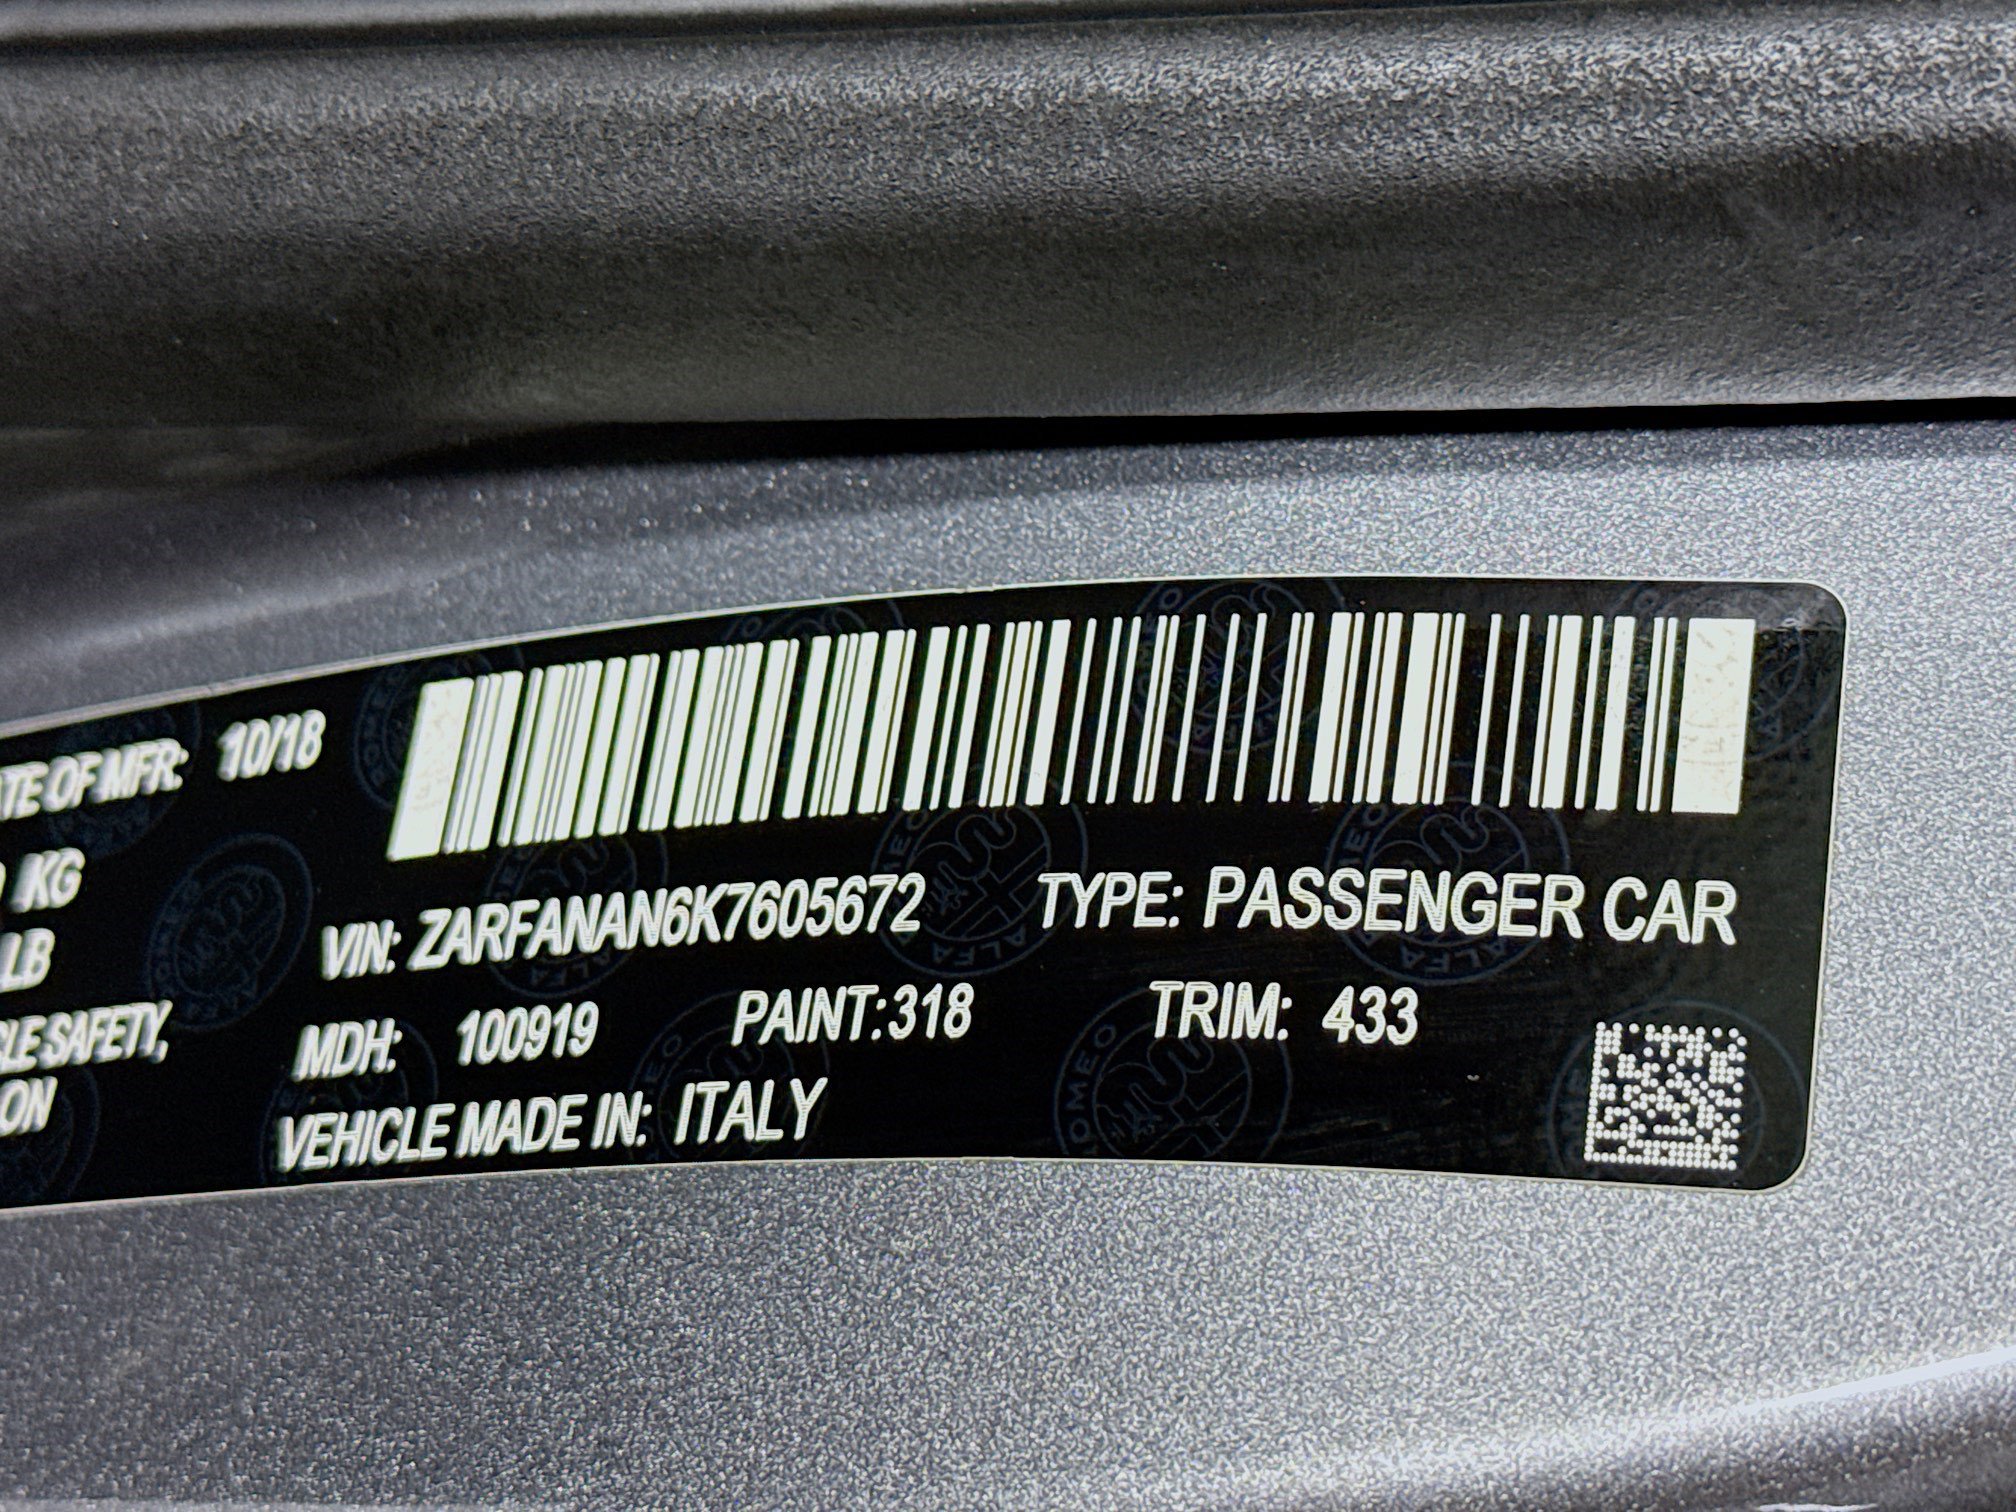 ATE OF MFR: 10/18
KG
LB
VIN: ZARFANAN6K7605672 TYPE: PASSENGER CAR
CLE SAFETY,
MDH: 100919 PAINT:318 TRIM: 433
ON
VEHICLE MADE IN: ITALY